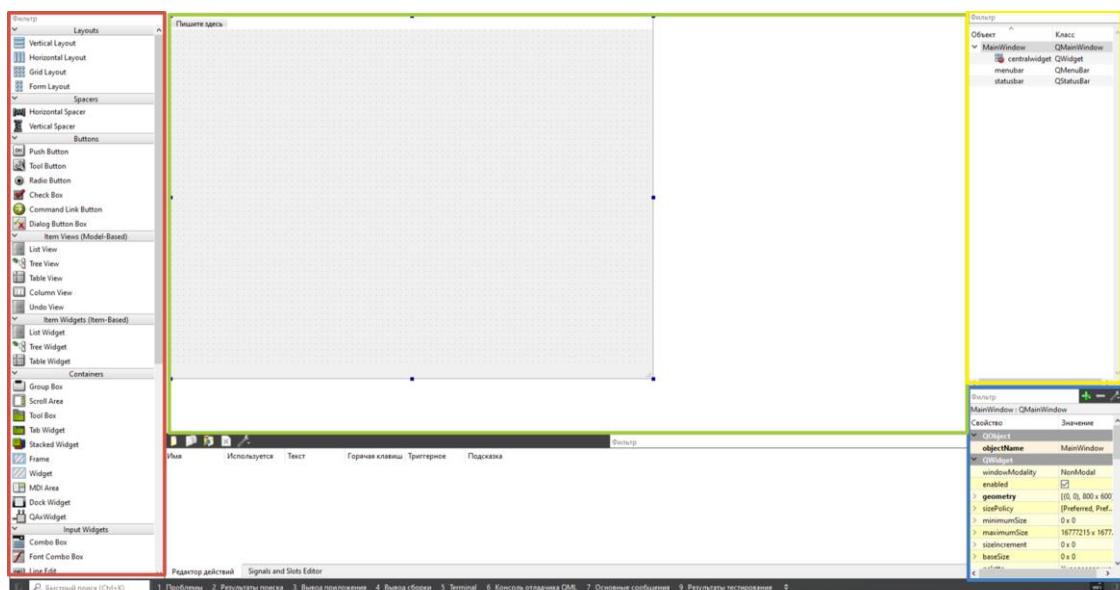 Фильтр
Layouts
Vertical Layout
Horizontal Layout
Grid Layout
Form Layout
Spacers
Horizontal Spacer
Vertical Spacer
Buttons
Push Button
Tool Button
Radio Button
Check Box
Command Link Button
Dialog Button Box
Item Views (Model-Based)
List View
Tree View
Table View
Column View
Undo View
Item Widgets (Item-Based)
List Widget
Tree Widget
Table Widget
Containers
Group Box
Scroll Area
Tool Box
Tab Widget
Stacked Widget
Frame
Widget
MDI Area
Dock Widget
QAxWidget
Input Widgets
Combo Box
Font Combo Box
Line Edit
Пишите здесь
Фильтр
Имя Используется Текст Горячая клавиш Триггерное Подсказка
Редактор действий Signals and Slots Editor
Фильтр
Объект Класс
MainWindow QMainWindow
centralwidget QWidget
menubar QMenuBar
statusbar QStatusBar
Фильтр
MainWindow : QMainWindow
Свойство Значение
QObject
objectName MainWindow
QWidget
windowModality NonModal
enabled
geometry [(0, 0), 800 x 600]
sizePolicy [Preferred, Pref...
minimumSize 0 x 0
maximumSize 16777215 x 1677...
sizeIncrement 0 x 0
baseSize 0 x 0
Быстрый поиск (Ctrl+K) 1 Проблемы 2 Результаты поиска 3 Вывод приложения 4 Вывод сборки 5 Terminal 6 Консоль отладчика QML 7 Основные сообщения 9 Результаты тестирования